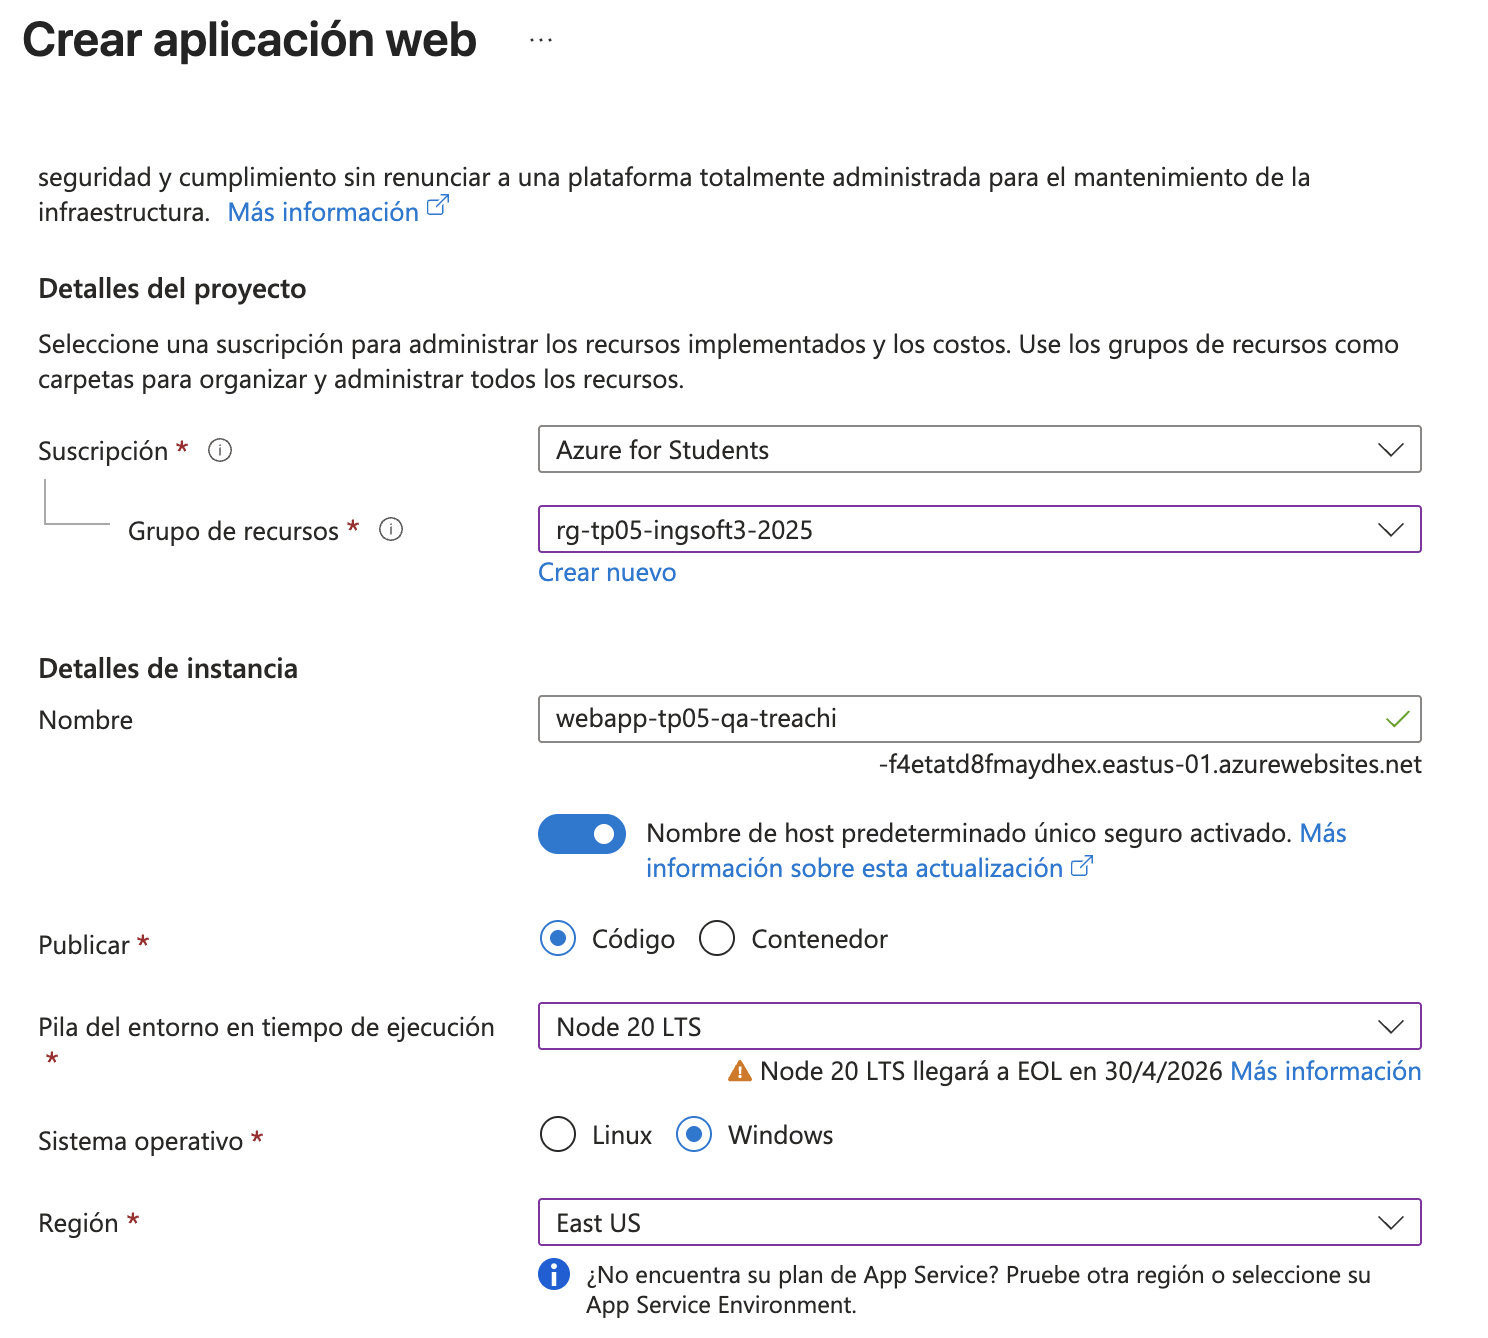 Crear aplicación web ...
seguridad y cumplimiento sin renunciar a una plataforma totalmente administrada para el mantenimiento de la
infraestructura. Más información
Detalles del proyecto
Seleccione una suscripción para administrar los recursos implementados y los costos. Use los grupos de recursos como
carpetas para organizar y administrar todos los recursos.
Suscripción *
Azure for Students
Grupo de recursos *
rg-tp05-ingsoft3-2025
Crear nuevo
Detalles de instancia
Nombre
webapp-tp05-qa-treachi
-f4etatd8fmaydhex.eastus-01.azurewebsites.net
Nombre de host predeterminado único seguro activado. Más
información sobre esta actualización
Publicar *
Código Contenedor
Pila del entorno en tiempo de ejecución
*
Node 20 LTS
Node 20 LTS llegará a EOL en 30/4/2026 Más información
Sistema operativo *
Linux Windows
Región *
East US
¿No encuentra su plan de App Service? Pruebe otra región o seleccione su
App Service Environment.